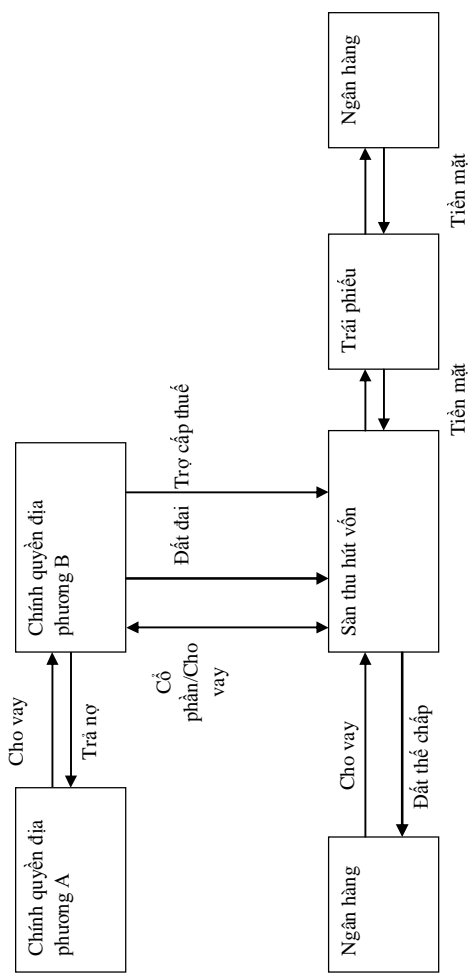 Chính quyền địa
phương A
Cho vay
Trả nợ
Chính quyền địa
phương B
Cổ
phần/Cho
vay
Đất đai
Trợ cấp thuế
Ngân hàng
Cho vay
Đất thế chấp
Sàn thu hút vốn
Tiền mặt
Trái phiếu
Tiền mặt
Ngân hàng